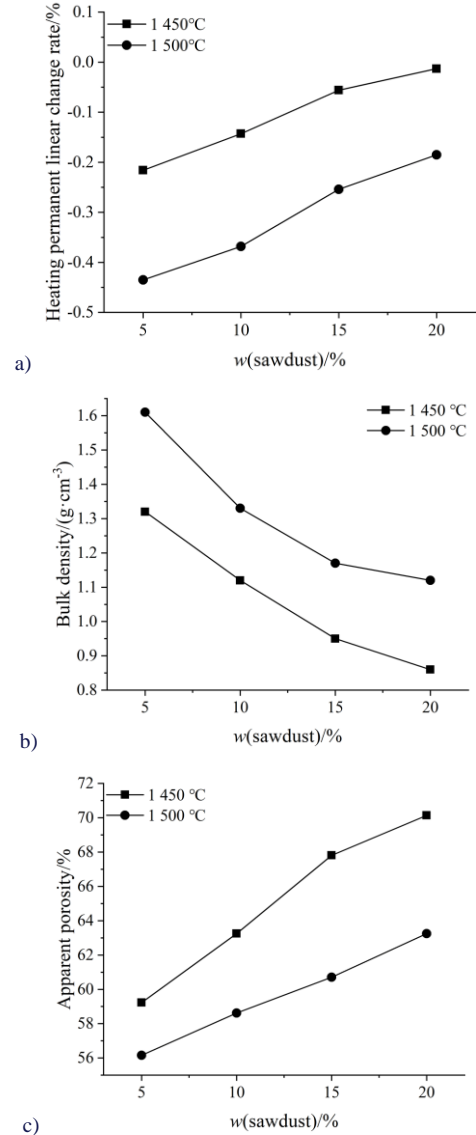 1 450°C
1 500°C
0.1
0.0
-0.1
-0.2
-0.3
-0.4
-0.5
Heating permanent linear change rate/%
5 10 15 20
w(sawdust)/%
a)
1 450 °C
1 500 °C
1.6
1.5
1.4
1.3
1.2
1.1
1.0
0.9
0.8
Bulk density/(g·cm⁻³)
5 10 15 20
w(sawdust)/%
b)
1 450 °C
1 500 °C
72
70
68
66
64
62
60
58
56
Apparent porosity/%
5 10 15 20
w(sawdust)/%
c)